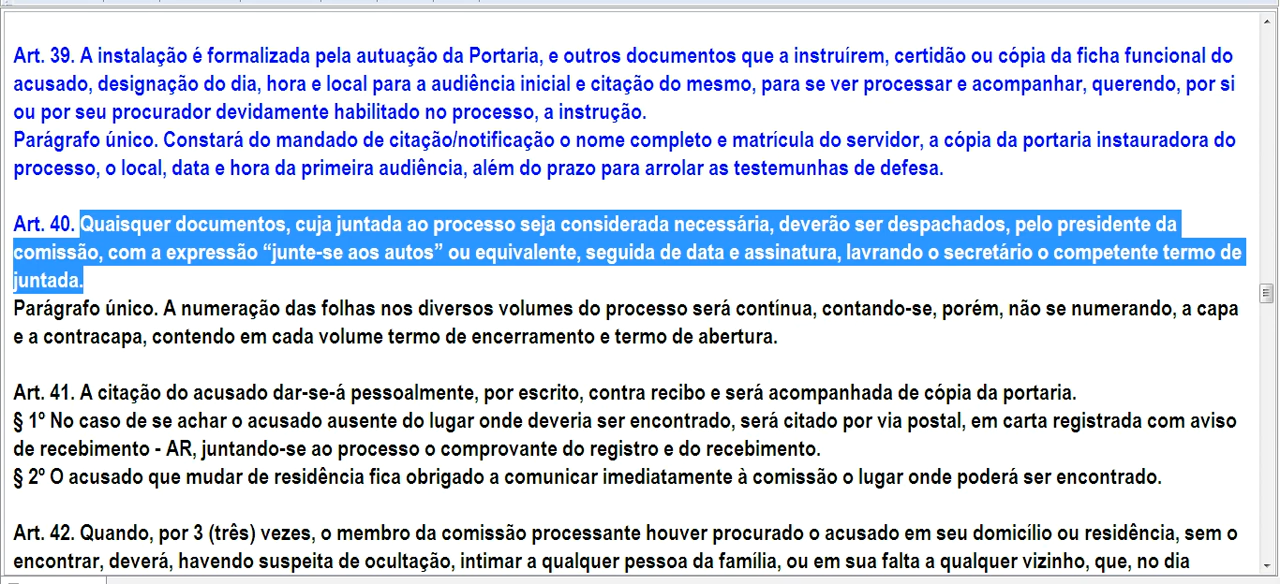 Art. 39. A instalação é formalizada pela autuação da Portaria, e outros documentos que a instruírem, certidão ou cópia da ficha funcional do
acusado, designação do dia, hora e local para a audiência inicial e citação do mesmo, para se ver processar e acompanhar, querendo, por si
ou por seu procurador devidamente habilitado no processo, a instrução.
Parágrafo único. Constará do mandado de citação/notificação o nome completo e matrícula do servidor, a cópia da portaria instauradora do
processo, o local, data e hora da primeira audiência, além do prazo para arrolar as testemunhas de defesa.
Art. 40. Quaisquer documentos, cuja juntada ao processo seja considerada necessária, deverão ser despachados, pelo presidente da
comissão, com a expressão “junte-se aos autos” ou equivalente, seguida de data e assinatura, lavrando o secretário o competente termo de
juntada.
Parágrafo único. A numeração das folhas nos diversos volumes do processo será contínua, contando-se, porém, não se numerando, a capa
e a contracapa, contendo em cada volume termo de encerramento e termo de abertura.
Art. 41. A citação do acusado dar-se-á pessoalmente, por escrito, contra recibo e será acompanhada de cópia da portaria.
§ 1º No caso de se achar o acusado ausente do lugar onde deveria ser encontrado, será citado por via postal, em carta registrada com aviso
de recebimento - AR, juntando-se ao processo o comprovante do registro e do recebimento.
§ 2º O acusado que mudar de residência fica obrigado a comunicar imediatamente à comissão o lugar onde poderá ser encontrado.
Art. 42. Quando, por 3 (três) vezes, o membro da comissão processante houver procurado o acusado em seu domicílio ou residência, sem o
encontrar, deverá, havendo suspeita de ocultação, intimar a qualquer pessoa da família, ou em sua falta a qualquer vizinho, que, no dia